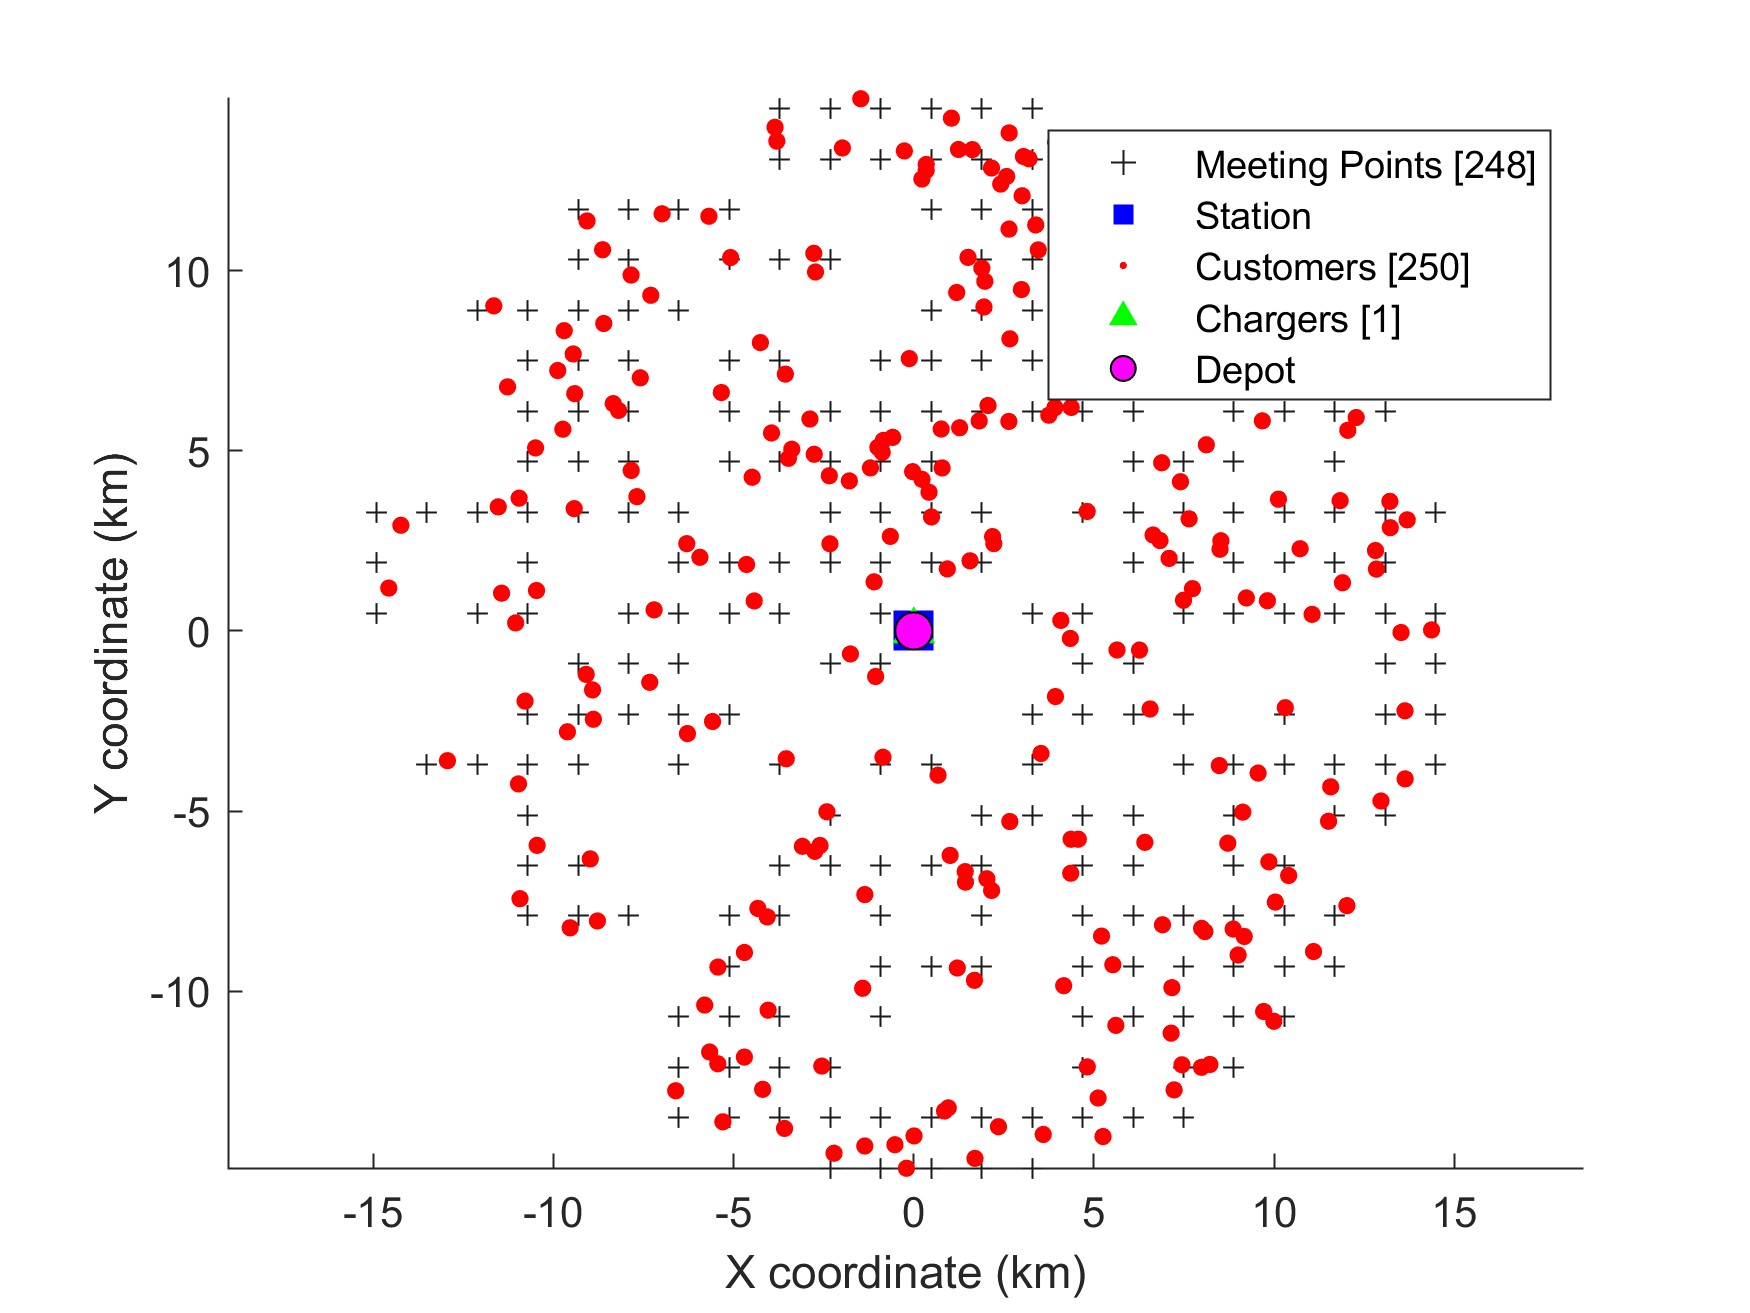 Meeting Points [248]
Station
Customers [250]
Chargers [1]
Depot
10
5
0
-5
-10
Y coordinate (km)
-15
-10
-5
0
5
10
15
X coordinate (km)